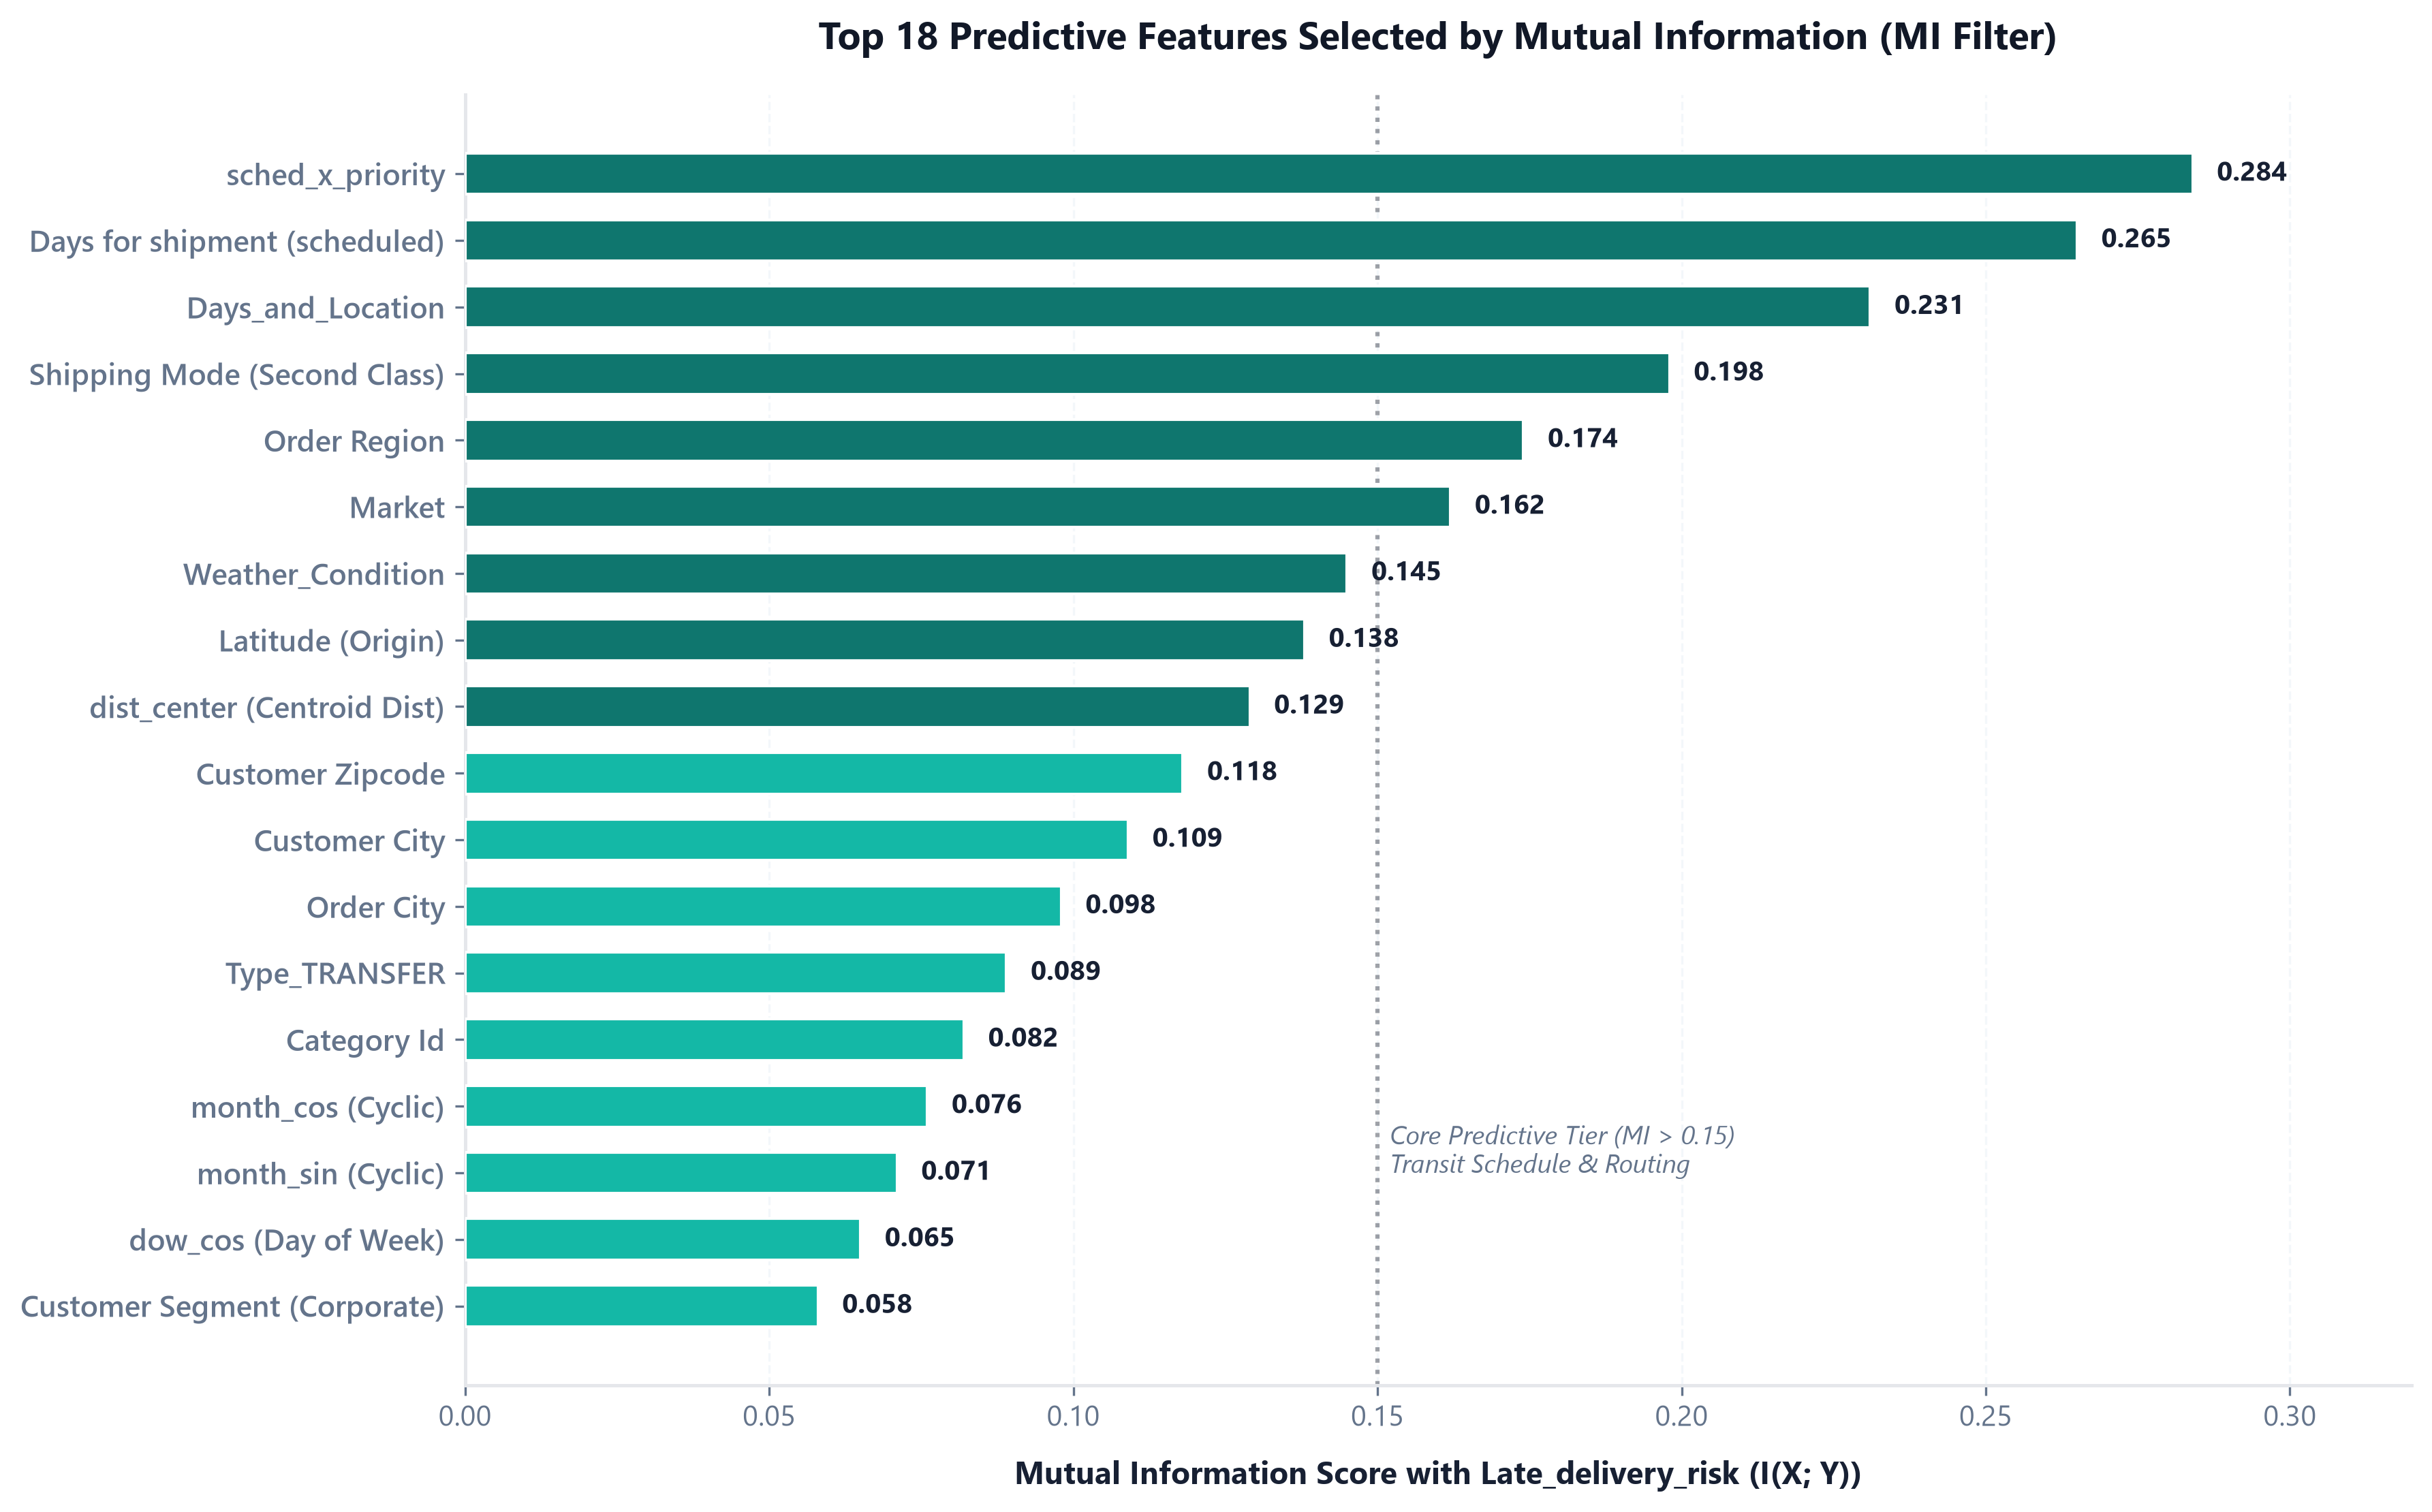 Top 18 Predictive Features Selected by Mutual Information (MI Filter)
sched_x_priority 0.284
Days for shipment (scheduled) 0.265
Days_and_Location 0.231
Shipping Mode (Second Class) 0.198
Order Region 0.174
Market 0.162
Weather_Condition 0.145
Latitude (Origin) 0.138
dist_center (Centroid Dist) 0.129
Customer Zipcode 0.118
Customer City 0.109
Order City 0.098
Type_TRANSFER 0.089
Category Id 0.082
month_cos (Cyclic) 0.076
Core Predictive Tier (MI > 0.15)
Transit Schedule & Routing
month_sin (Cyclic) 0.071
dow_cos (Day of Week) 0.065
Customer Segment (Corporate) 0.058
0.00 0.05 0.10 0.15 0.20 0.25 0.30
Mutual Information Score with Late_delivery_risk (I(X; Y))